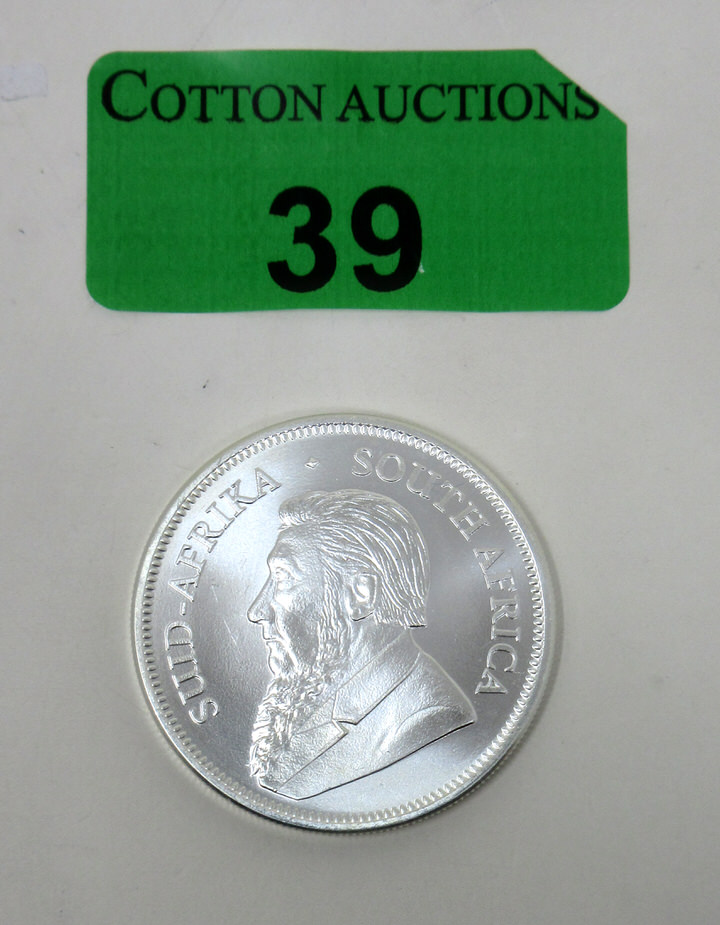 COTTON AUCTIONS
39
SUID-AFRIKA · SOUTH AFRICA